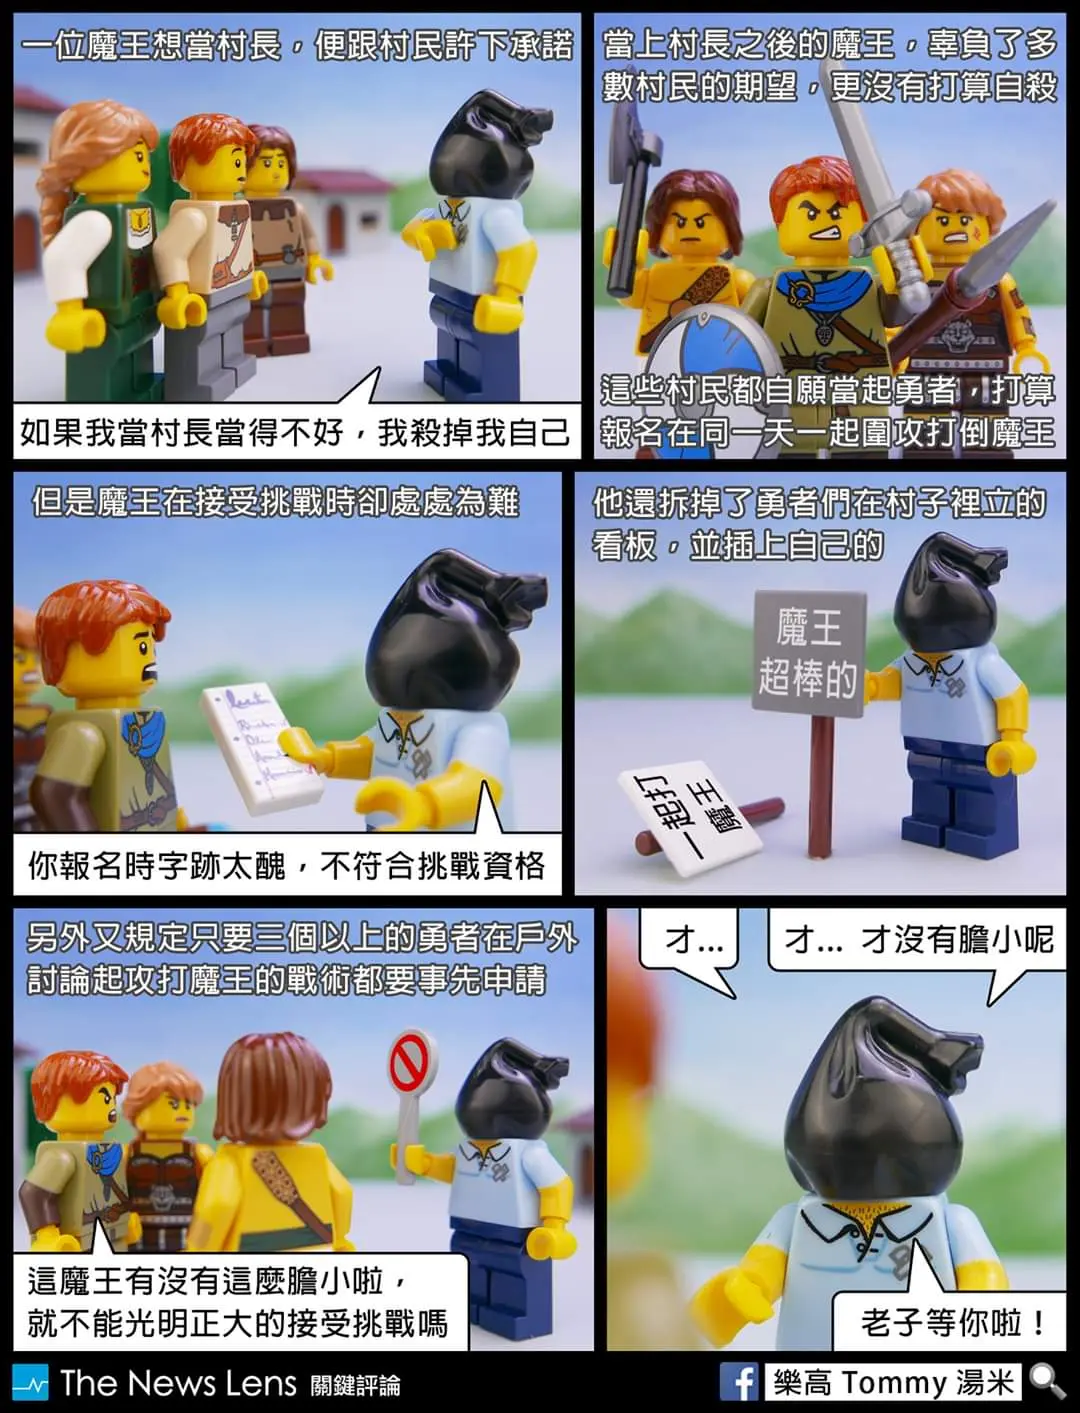 一位魔王想當村長，便跟村民許下承諾
如果我當村長當得不好，我殺掉我自己
當上村長之後的魔王，辜負了多
數村民的期望，更沒有打算自殺
這些村民都自願當起勇者，打算
報名在同一天一起圍攻打倒魔王
但是魔王在接受挑戰時卻處處為難
你報名時字跡太醜，不符合挑戰資格
他還拆掉了勇者們在村子裡立的
看板，並插上自己的
魔王
超棒的
一起打
魔王
另外又規定只要三個以上的勇者在戶外
討論起攻打魔王的戰術都要事先申請
這魔王有沒有這麼膽小啦，
就不能光明正大的接受挑戰嗎
才...
才... 才沒有膽小呢
老子等你啦！
The News Lens 關鍵評論
樂高 Tommy 湯米